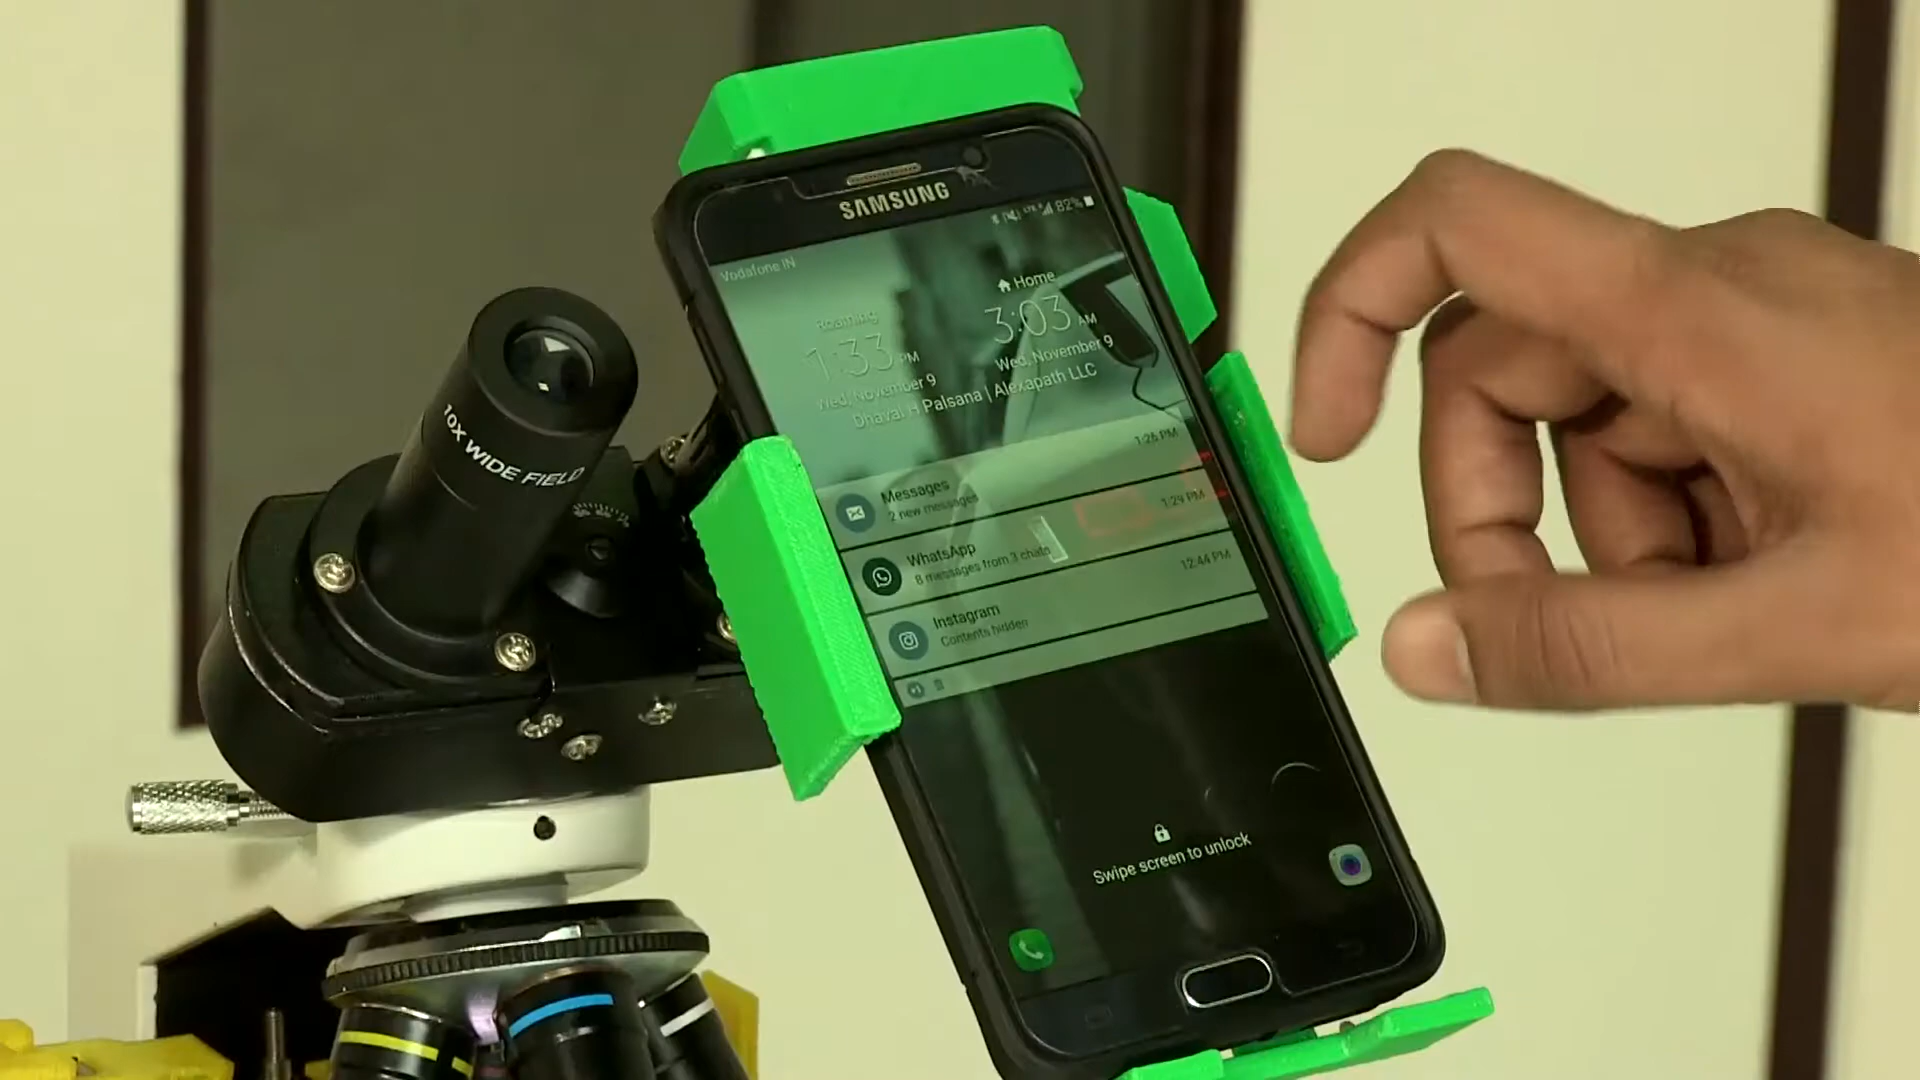 SAMSUNG
82%
Vodafone IN
Home
Roaming
1:33 PM
3:03 AM
Wed, November 9
Wed, November 9
Dhaval H Palsana | Alexapath LLC
1:26 PM
Messages
2 new messages
1:29 PM
WhatsApp
8 messages from 3 chats
12:44 PM
Instagram
Contents hidden
Swipe screen to unlock
10X WIDE FIELD